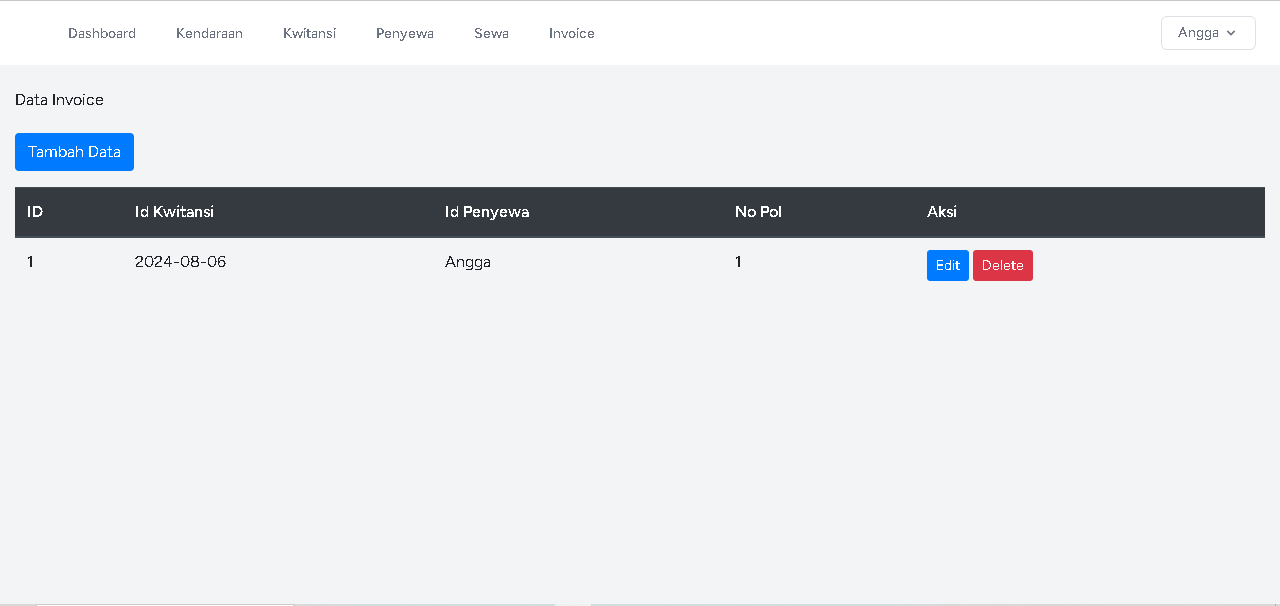 Dashboard Kendaraan Kwitansi Penyewa Sewa Invoice Angga
Data Invoice
Tambah Data
ID Id Kwitansi Id Penyewa No Pol Aksi
1 2024-08-06 Angga 1 Edit Delete